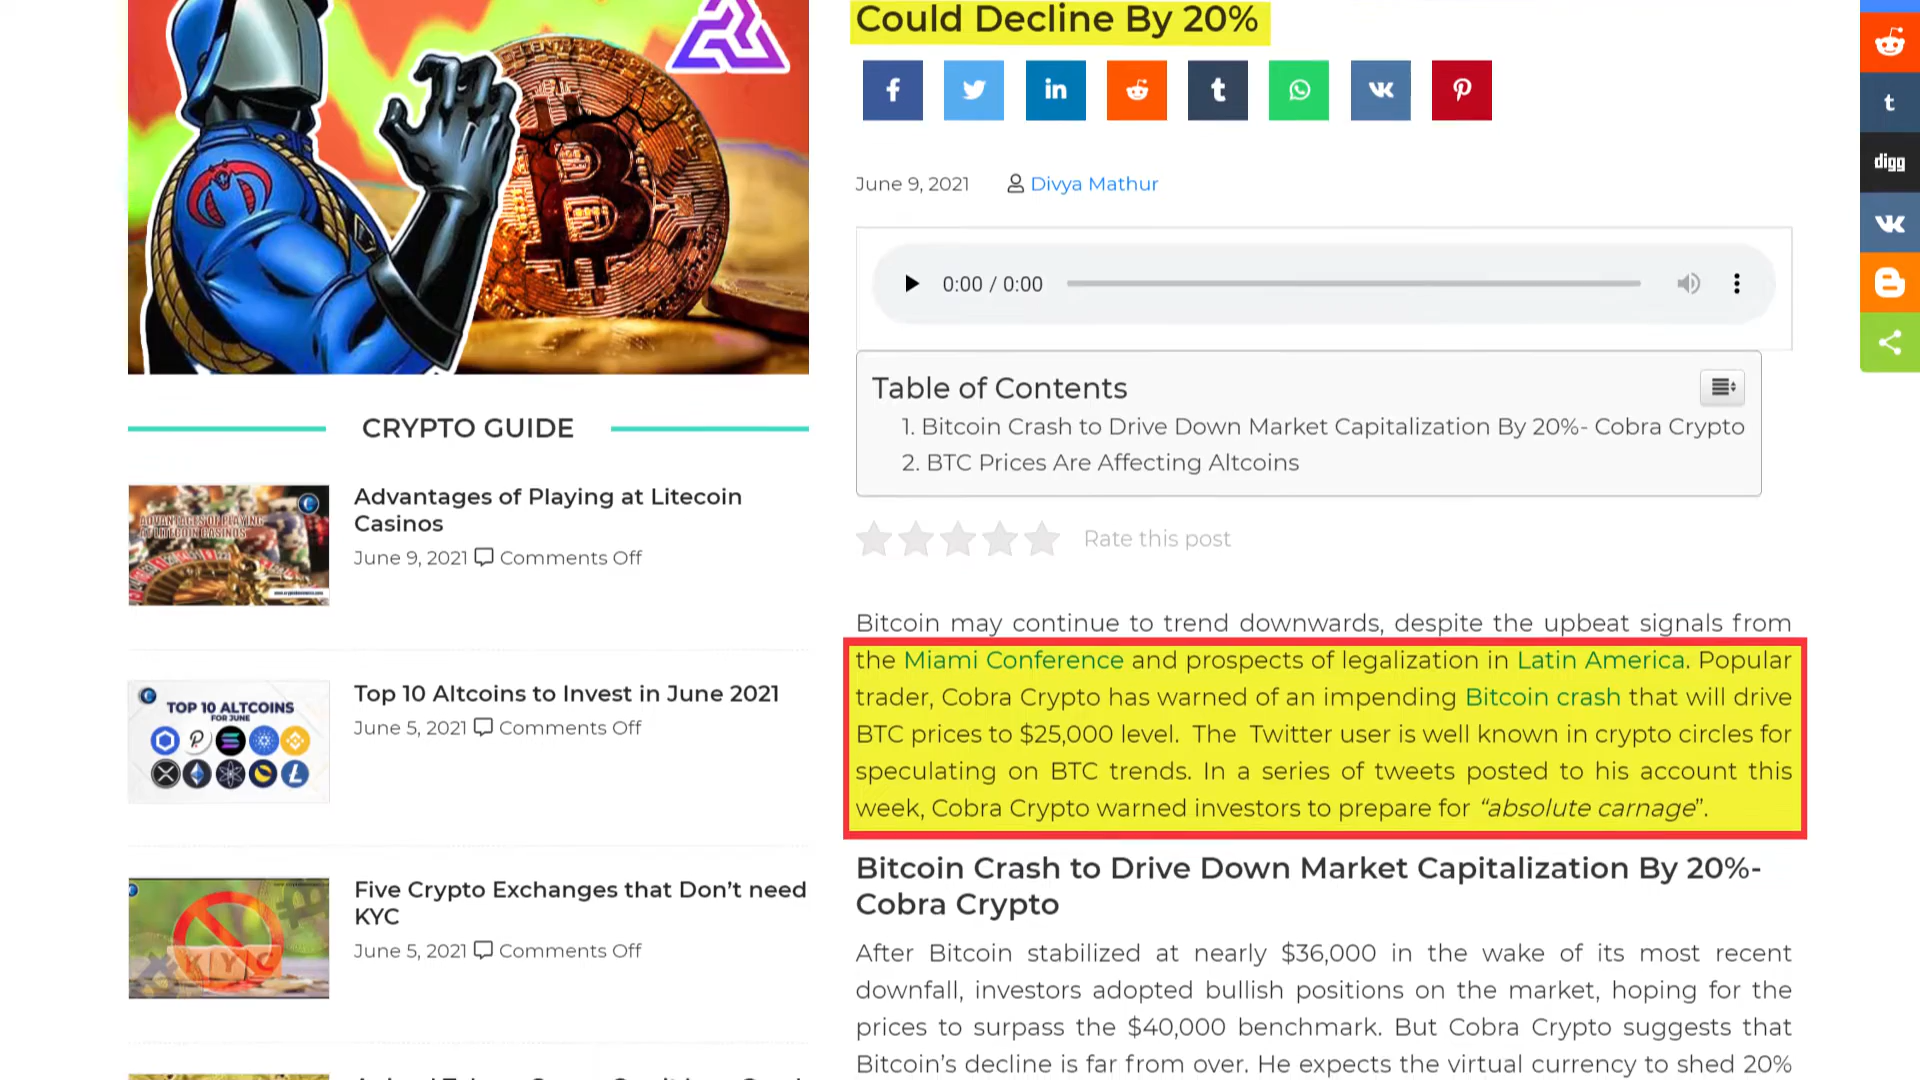 Could Decline By 20%
June 9, 2021 Divya Mathur
0:00 / 0:00
Table of Contents
1. Bitcoin Crash to Drive Down Market Capitalization By 20%- Cobra Crypto
2. BTC Prices Are Affecting Altcoins
Rate this post
Bitcoin may continue to trend downwards, despite the upbeat signals from
the Miami Conference and prospects of legalization in Latin America. Popular
trader, Cobra Crypto has warned of an impending Bitcoin crash that will drive
BTC prices to $25,000 level. The Twitter user is well known in crypto circles for
speculating on BTC trends. In a series of tweets posted to his account this
week, Cobra Crypto warned investors to prepare for “absolute carnage”.
Bitcoin Crash to Drive Down Market Capitalization By 20%-
Cobra Crypto
After Bitcoin stabilized at nearly $36,000 in the wake of its most recent
downfall, investors adopted bullish positions on the market, hoping for the
prices to surpass the $40,000 benchmark. But Cobra Crypto suggests that
Bitcoin’s decline is far from over. He expects the virtual currency to shed 20%
CRYPTO GUIDE
ADVANTAGES OF PLAYING
AT LITECOIN CASINOS
Advantages of Playing at Litecoin
Casinos
June 9, 2021 Comments Off
TOP 10 ALTCOINS
FOR JUNE
Top 10 Altcoins to Invest in June 2021
June 5, 2021 Comments Off
KYC
Five Crypto Exchanges that Don’t need
KYC
June 5, 2021 Comments Off
digg